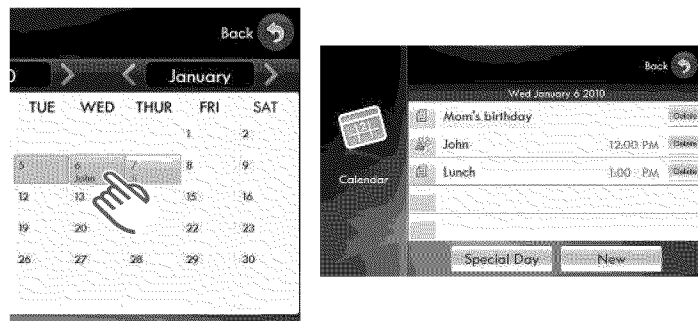 Back
January
TUE WED THUR FRI SAT
1 2
5 6 7 8 9
John
12 13 15 16
19 20 22 23
26 27 28 29 30
Back
Wed January 6 2010
Mom's birthday Delete
John 12:00 PM Delete
Calendar
Lunch 1:00 PM Delete
Special Day New